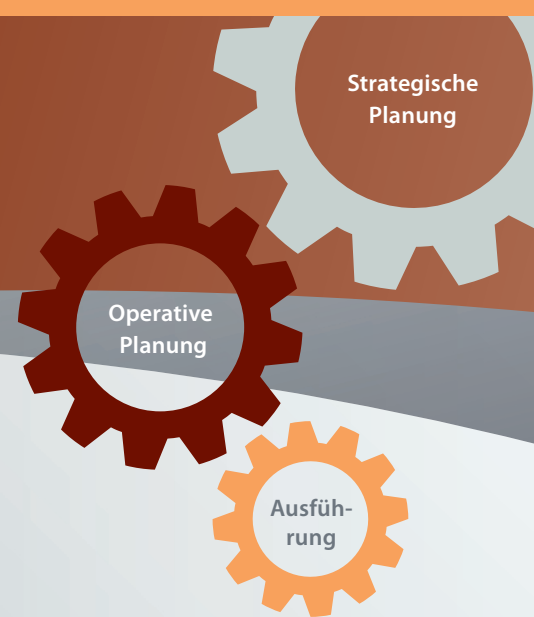 Strategische
Planung
Operative
Planung
Ausfüh-
rung